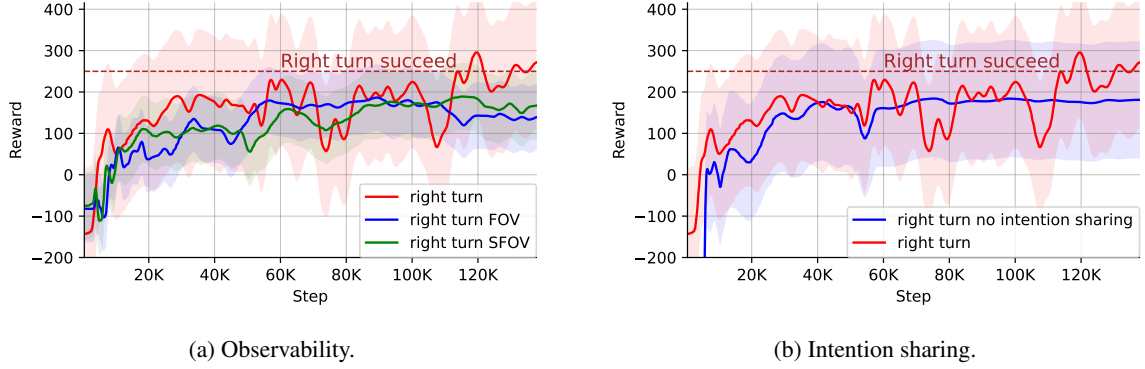 400
300
200
100
0
−100
−200
Reward
Right turn succeed
right turn
right turn FOV
right turn SFOV
20K 40K 60K 80K 100K 120K
Step
(a) Observability.
400
300
200
100
0
−100
−200
Reward
Right turn succeed
right turn no intention sharing
right turn
20K 40K 60K 80K 100K 120K
Step
(b) Intention sharing.